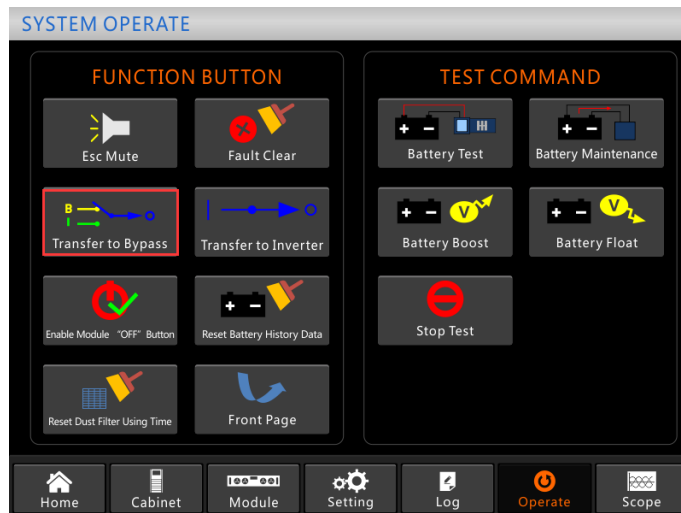 SYSTEM OPERATE
FUNCTION BUTTON
TEST COMMAND
Esc Mute
Fault Clear
Battery Test
Battery Maintenance
B
I
O
Transfer to Bypass
I
O
Transfer to Inverter
V
Battery Boost
V
Battery Float
Enable Module "OFF" Button
Reset Battery History Data
Stop Test
Reset Dust Filter Using Time
Front Page
Home
Cabinet
Module
Setting
Log
Operate
Scope